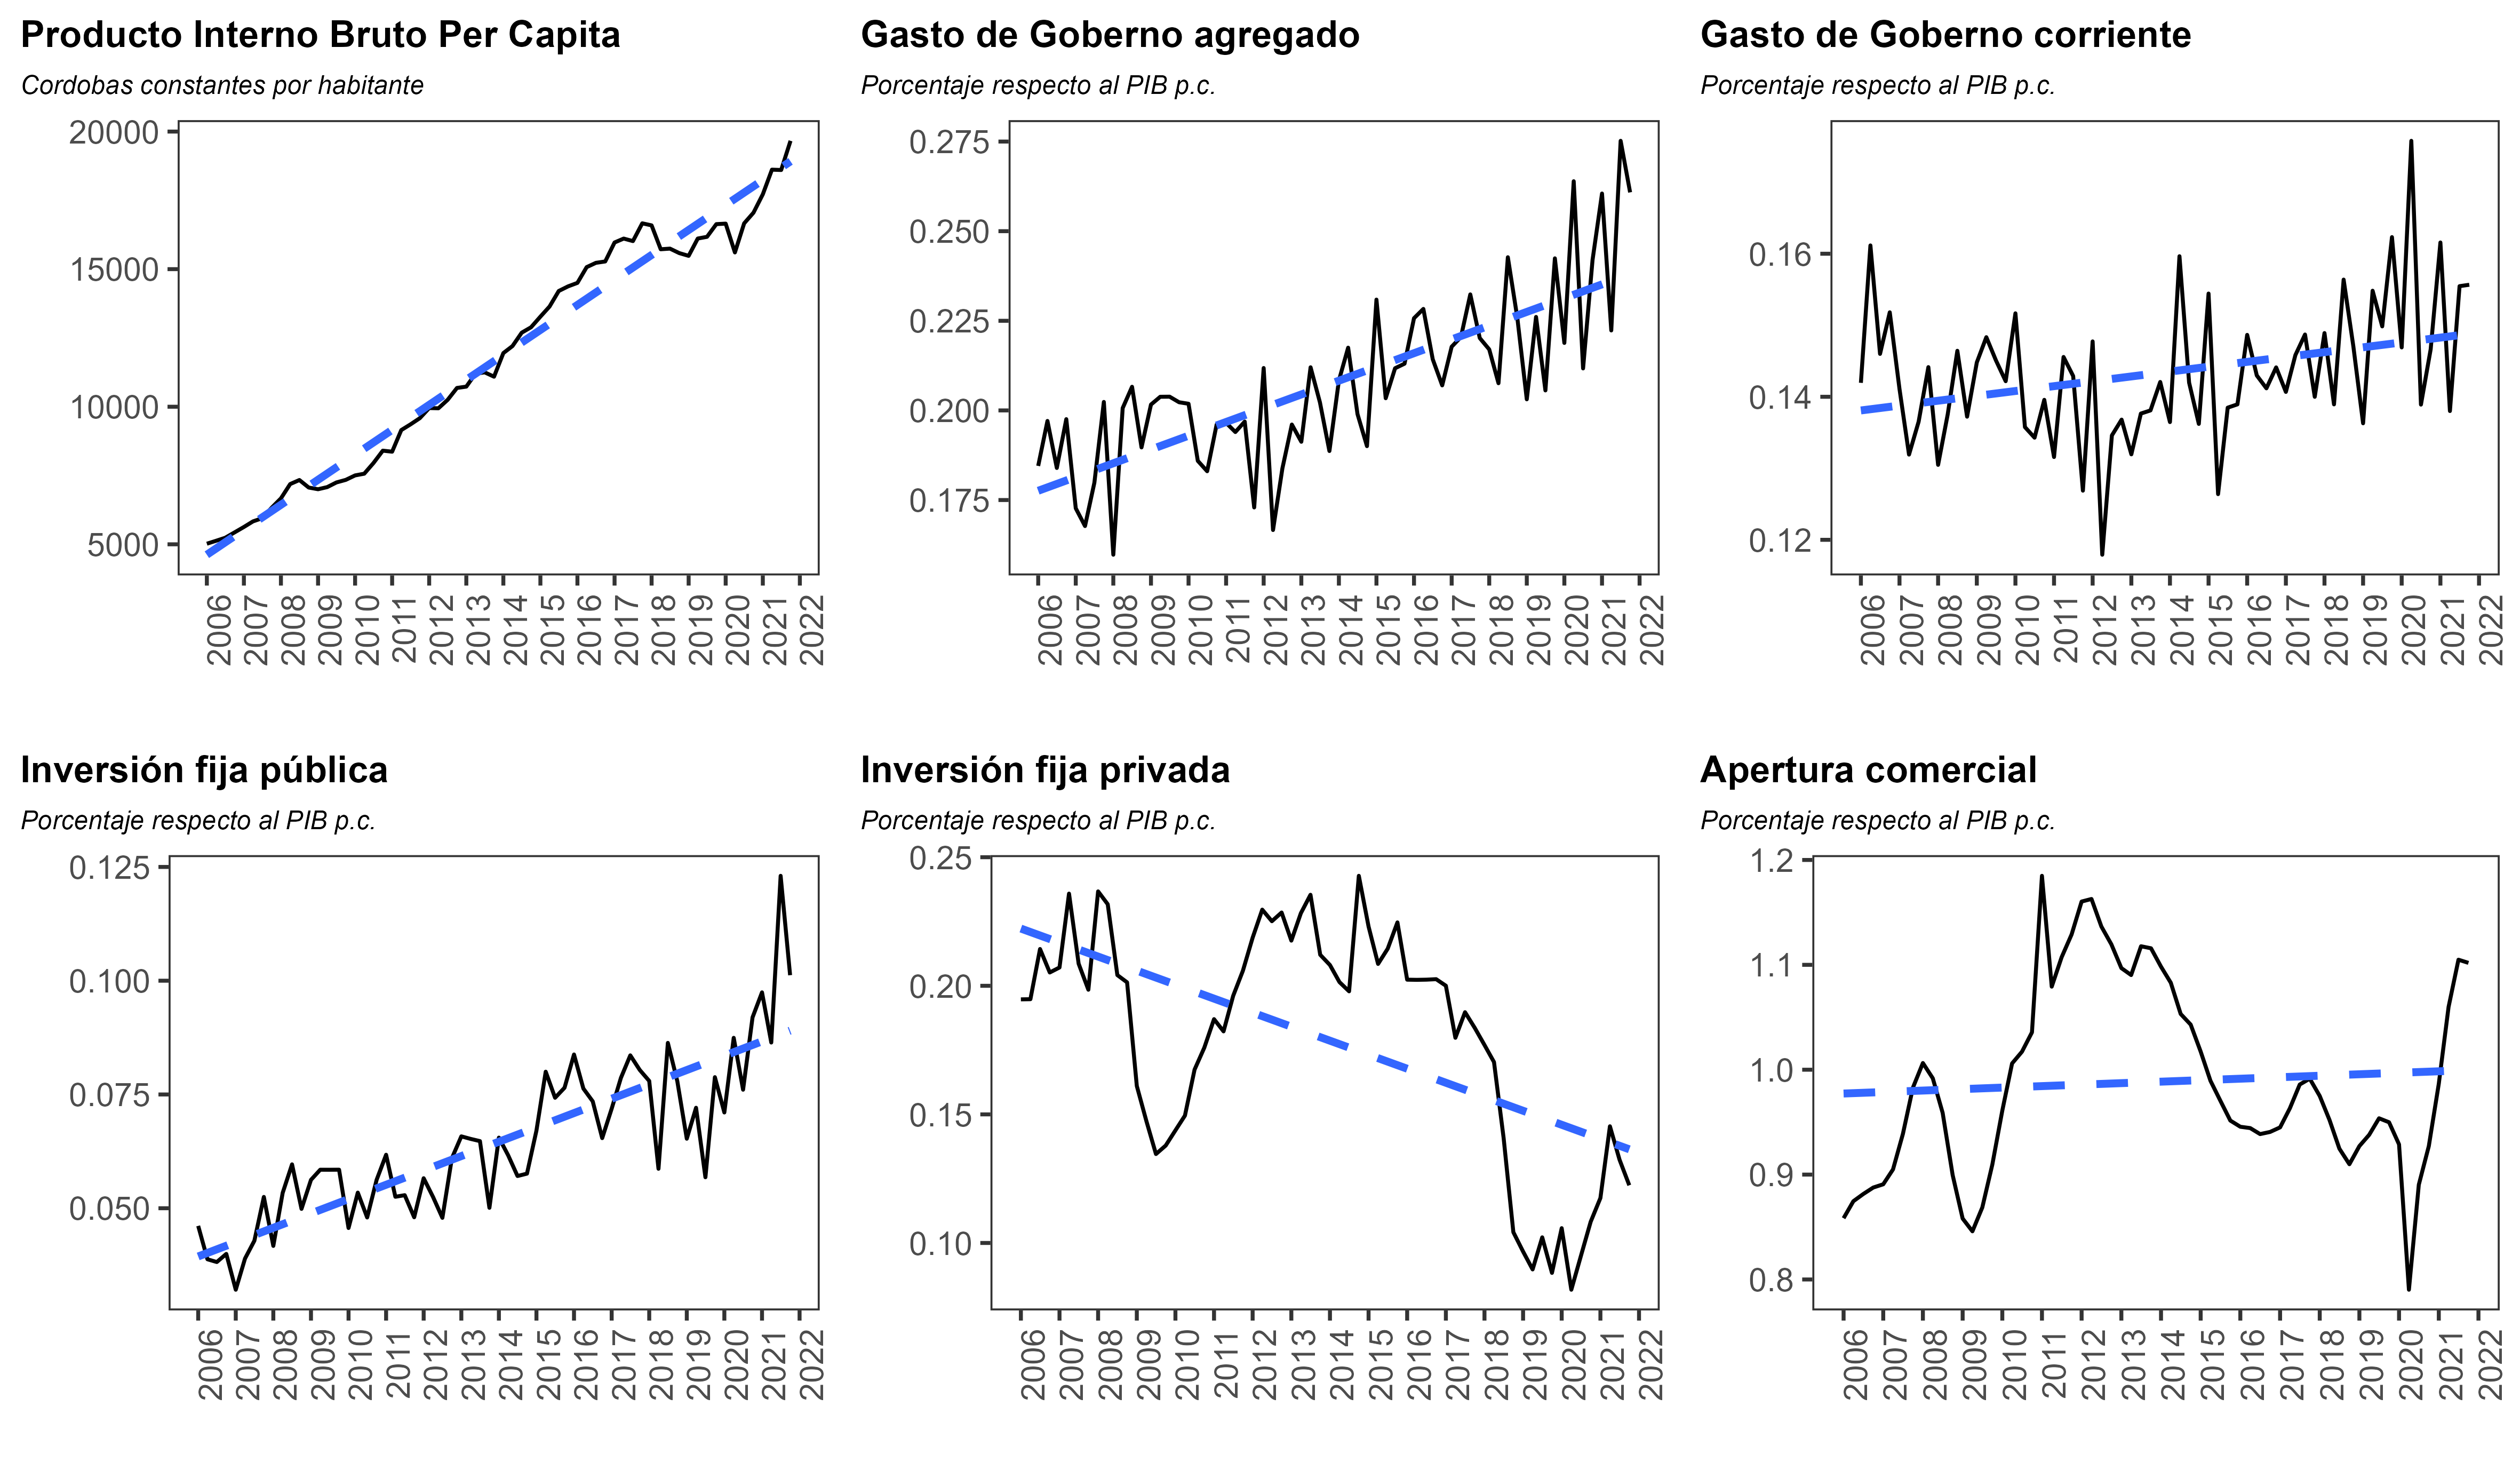 Producto Interno Bruto Per Capita
Cordobas constantes por habitante
20000
15000
10000
5000
2006 2007 2008 2009 2010 2011 2012 2013 2014 2015 2016 2017 2018 2019 2020 2021 2022
Gasto de Goberno agregado
Porcentaje respecto al PIB p.c.
0.275
0.250
0.225
0.200
0.175
2006 2007 2008 2009 2010 2011 2012 2013 2014 2015 2016 2017 2018 2019 2020 2021 2022
Gasto de Goberno corriente
Porcentaje respecto al PIB p.c.
0.16
0.14
0.12
2006 2007 2008 2009 2010 2011 2012 2013 2014 2015 2016 2017 2018 2019 2020 2021 2022
Inversión fija pública
Porcentaje respecto al PIB p.c.
0.125
0.100
0.075
0.050
2006 2007 2008 2009 2010 2011 2012 2013 2014 2015 2016 2017 2018 2019 2020 2021 2022
Inversión fija privada
Porcentaje respecto al PIB p.c.
0.25
0.20
0.15
0.10
2006 2007 2008 2009 2010 2011 2012 2013 2014 2015 2016 2017 2018 2019 2020 2021 2022
Apertura comercial
Porcentaje respecto al PIB p.c.
1.2
1.1
1.0
0.9
0.8
2006 2007 2008 2009 2010 2011 2012 2013 2014 2015 2016 2017 2018 2019 2020 2021 2022